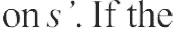 on s’. If the